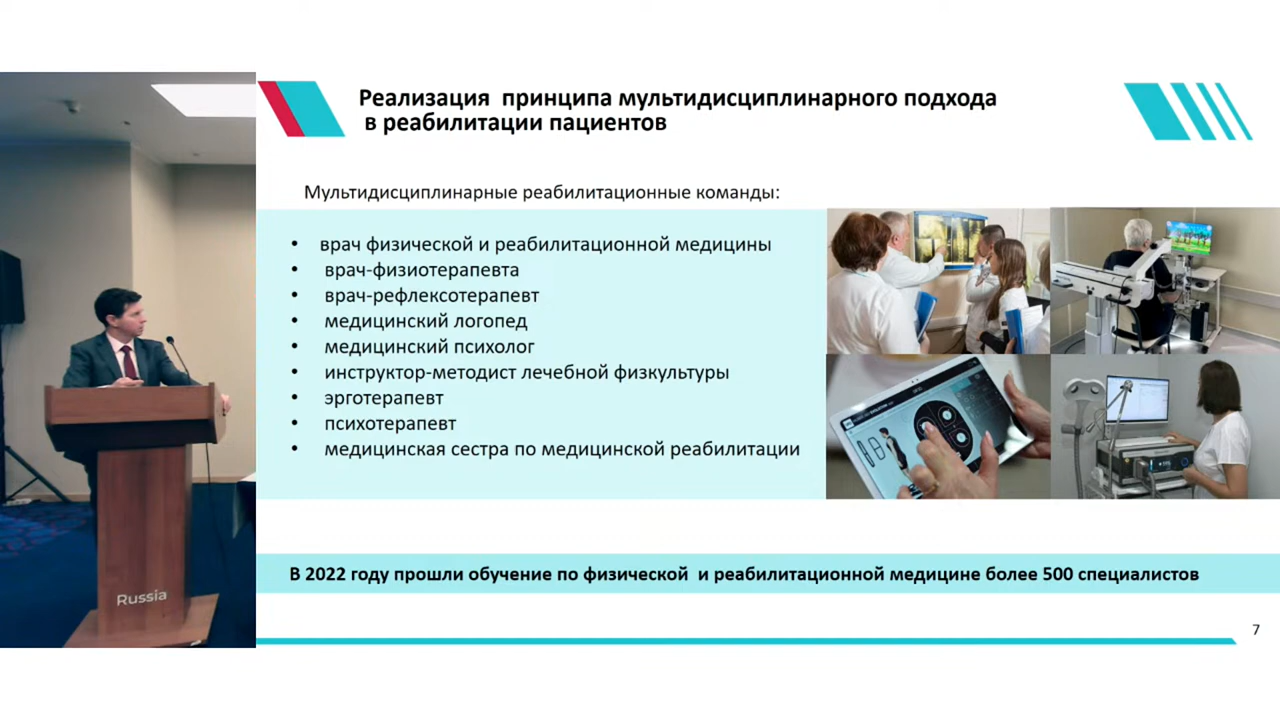 Реализация принципа мультидисциплинарного подхода
в реабилитации пациентов
Мультидисциплинарные реабилитационные команды:
• врач физической и реабилитационной медицины
• врач-физиотерапевта
• врач-рефлексотерапевт
• медицинский логопед
• медицинский психолог
• инструктор-методист лечебной физкультуры
• эрготерапевт
• психотерапевт
• медицинская сестра по медицинской реабилитации
В 2022 году прошли обучение по физической и реабилитационной медицине более 500 специалистов
7
Russia